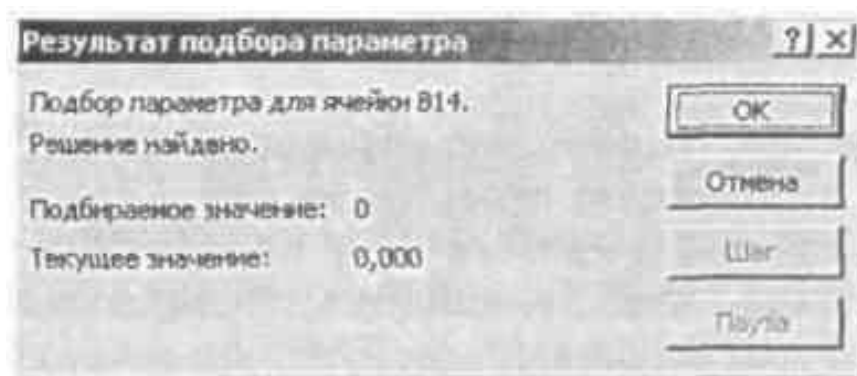 Результат подбора параметра
Подбор параметра для ячейки B14.
Решение найдено.
Подбираемое значение: 0
Текущее значение: 0,000
OK
Отмена
Шаг
Пауза